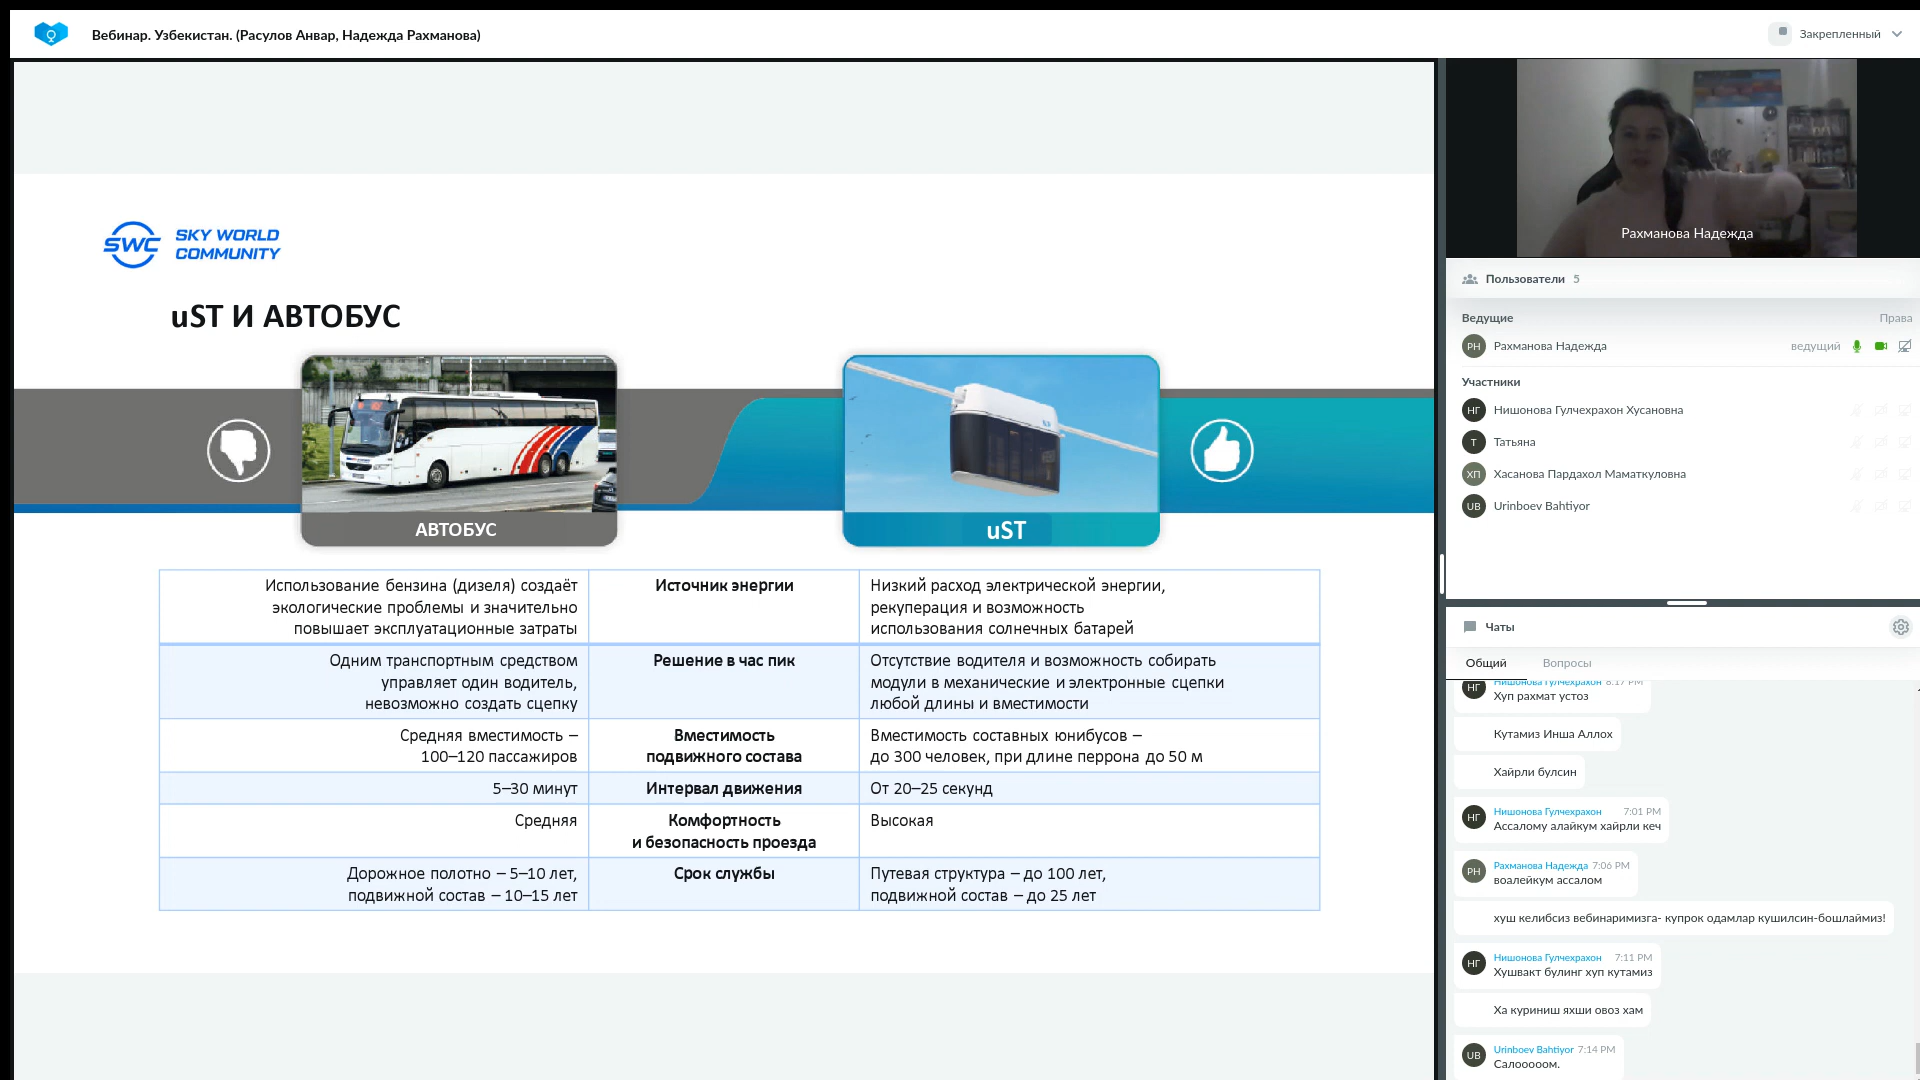 Вебинар. Узбекистан. (Расулов Анвар, Надежда Рахманова)
Закрепленный
SWC
SKY WORLD
COMMUNITY
uST И АВТОБУС
АВТОБУС
uST
Использование бензина (дизеля) создаёт
экологические проблемы и значительно
повышает эксплуатационные затраты
Источник энергии
Низкий расход электрической энергии,
рекуперация и возможность
использования солнечных батарей
Одним транспортным средством
управляет один водитель,
невозможно создать сцепку
Решение в час пик
Отсутствие водителя и возможность собирать
модули в механические и электронные сцепки
любой длины и вместимости
Средняя вместимость –
100–120 пассажиров
Вместимость
подвижного состава
Вместимость составных юнибусов –
до 300 человек, при длине перрона до 50 м
5–30 минут
Интервал движения
От 20–25 секунд
Средняя
Комфортность
и безопасность проезда
Высокая
Дорожное полотно – 5–10 лет,
подвижной состав – 10–15 лет
Срок службы
Путевая структура – до 100 лет,
подвижной состав – до 25 лет
Рахманова Надежда
Пользователи 5
Ведущие Права
РН Рахманова Надежда ведущий
Участники
НГ Нишонова Гулчехрахон Хусановна
Т Татьяна
ХП Хасанова Пардахол Маматкуловна
UB Urinboev Bahtiyor
Чаты
Общий Вопросы
НГ Нишонова Гулчехрахон 6:17 PM
Хуп рахмат устоз
Кутамиз Инша Аллох
Хайрли булсин
НГ Нишонова Гулчехрахон 7:01 PM
Ассалому алайкум хайрли кеч
РН Рахманова Надежда 7:06 PM
воалейкум ассалом
хуш келибсиз вебинаримизга- купрок одамлар кушилсин-бошлаймиз!
НГ Нишонова Гулчехрахон 7:11 PM
Хушвакт булинг хуп кутамиз
Ха куриниш яхши овоз хам
UB Urinboev Bahtiyor 7:14 PM
Салооооом.